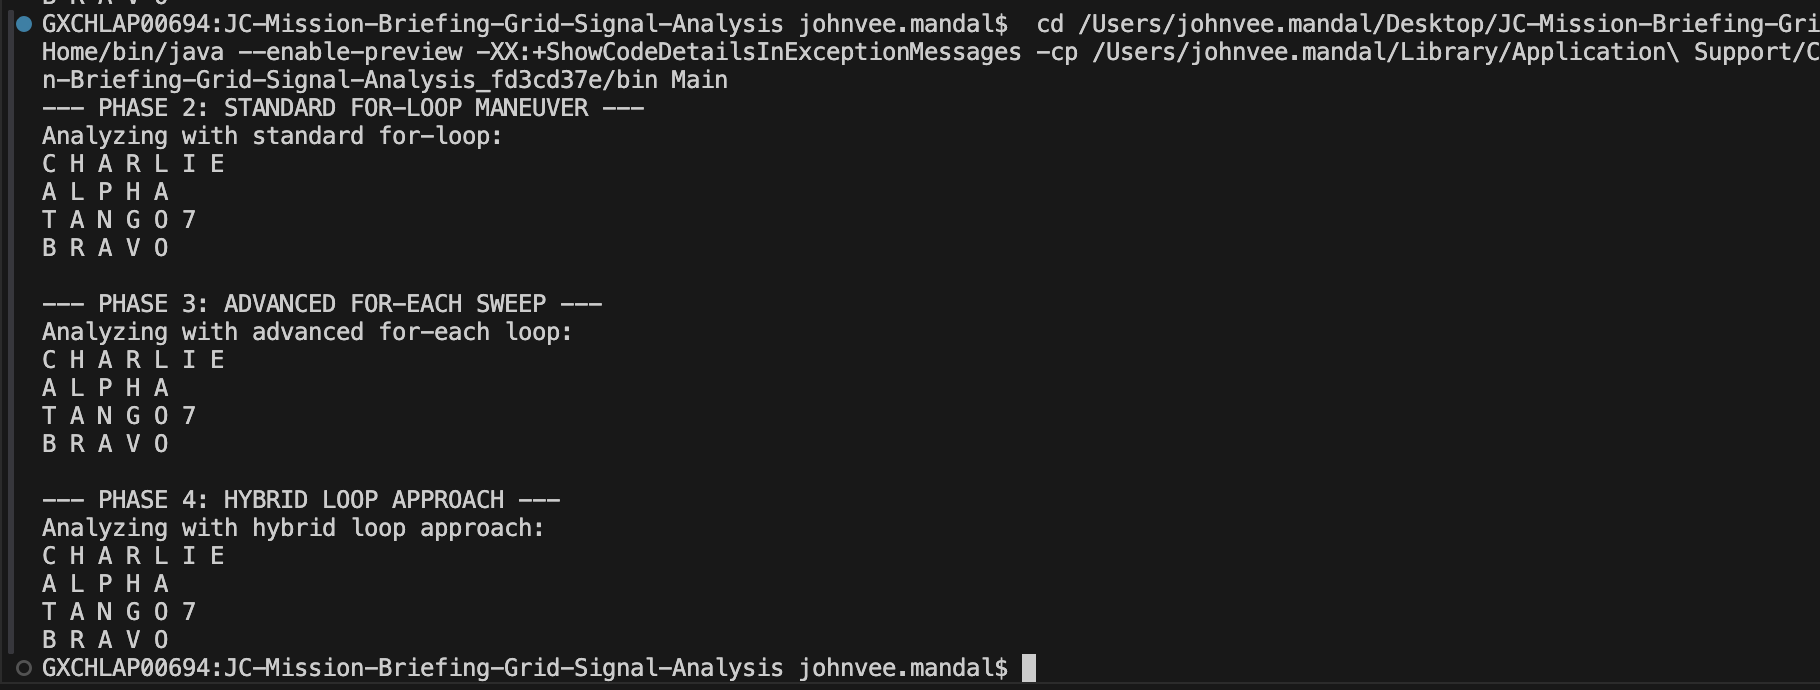 GXCHLAP00694:JC-Mission-Briefing-Grid-Signal-Analysis johnvee.mandal$  cd /Users/johnvee.mandal/Desktop/JC-Mission-Briefing-Gri
Home/bin/java --enable-preview -XX:+ShowCodeDetailsInExceptionMessages -cp /Users/johnvee.mandal/Library/Application\ Support/C
n-Briefing-Grid-Signal-Analysis_fd3cd37e/bin Main
--- PHASE 2: STANDARD FOR-LOOP MANEUVER ---
Analyzing with standard for-loop:
C H A R L I E
A L P H A
T A N G O 7
B R A V O

--- PHASE 3: ADVANCED FOR-EACH SWEEP ---
Analyzing with advanced for-each loop:
C H A R L I E
A L P H A
T A N G O 7
B R A V O

--- PHASE 4: HYBRID LOOP APPROACH ---
Analyzing with hybrid loop approach:
C H A R L I E
A L P H A
T A N G O 7
B R A V O
GXCHLAP00694:JC-Mission-Briefing-Grid-Signal-Analysis johnvee.mandal$